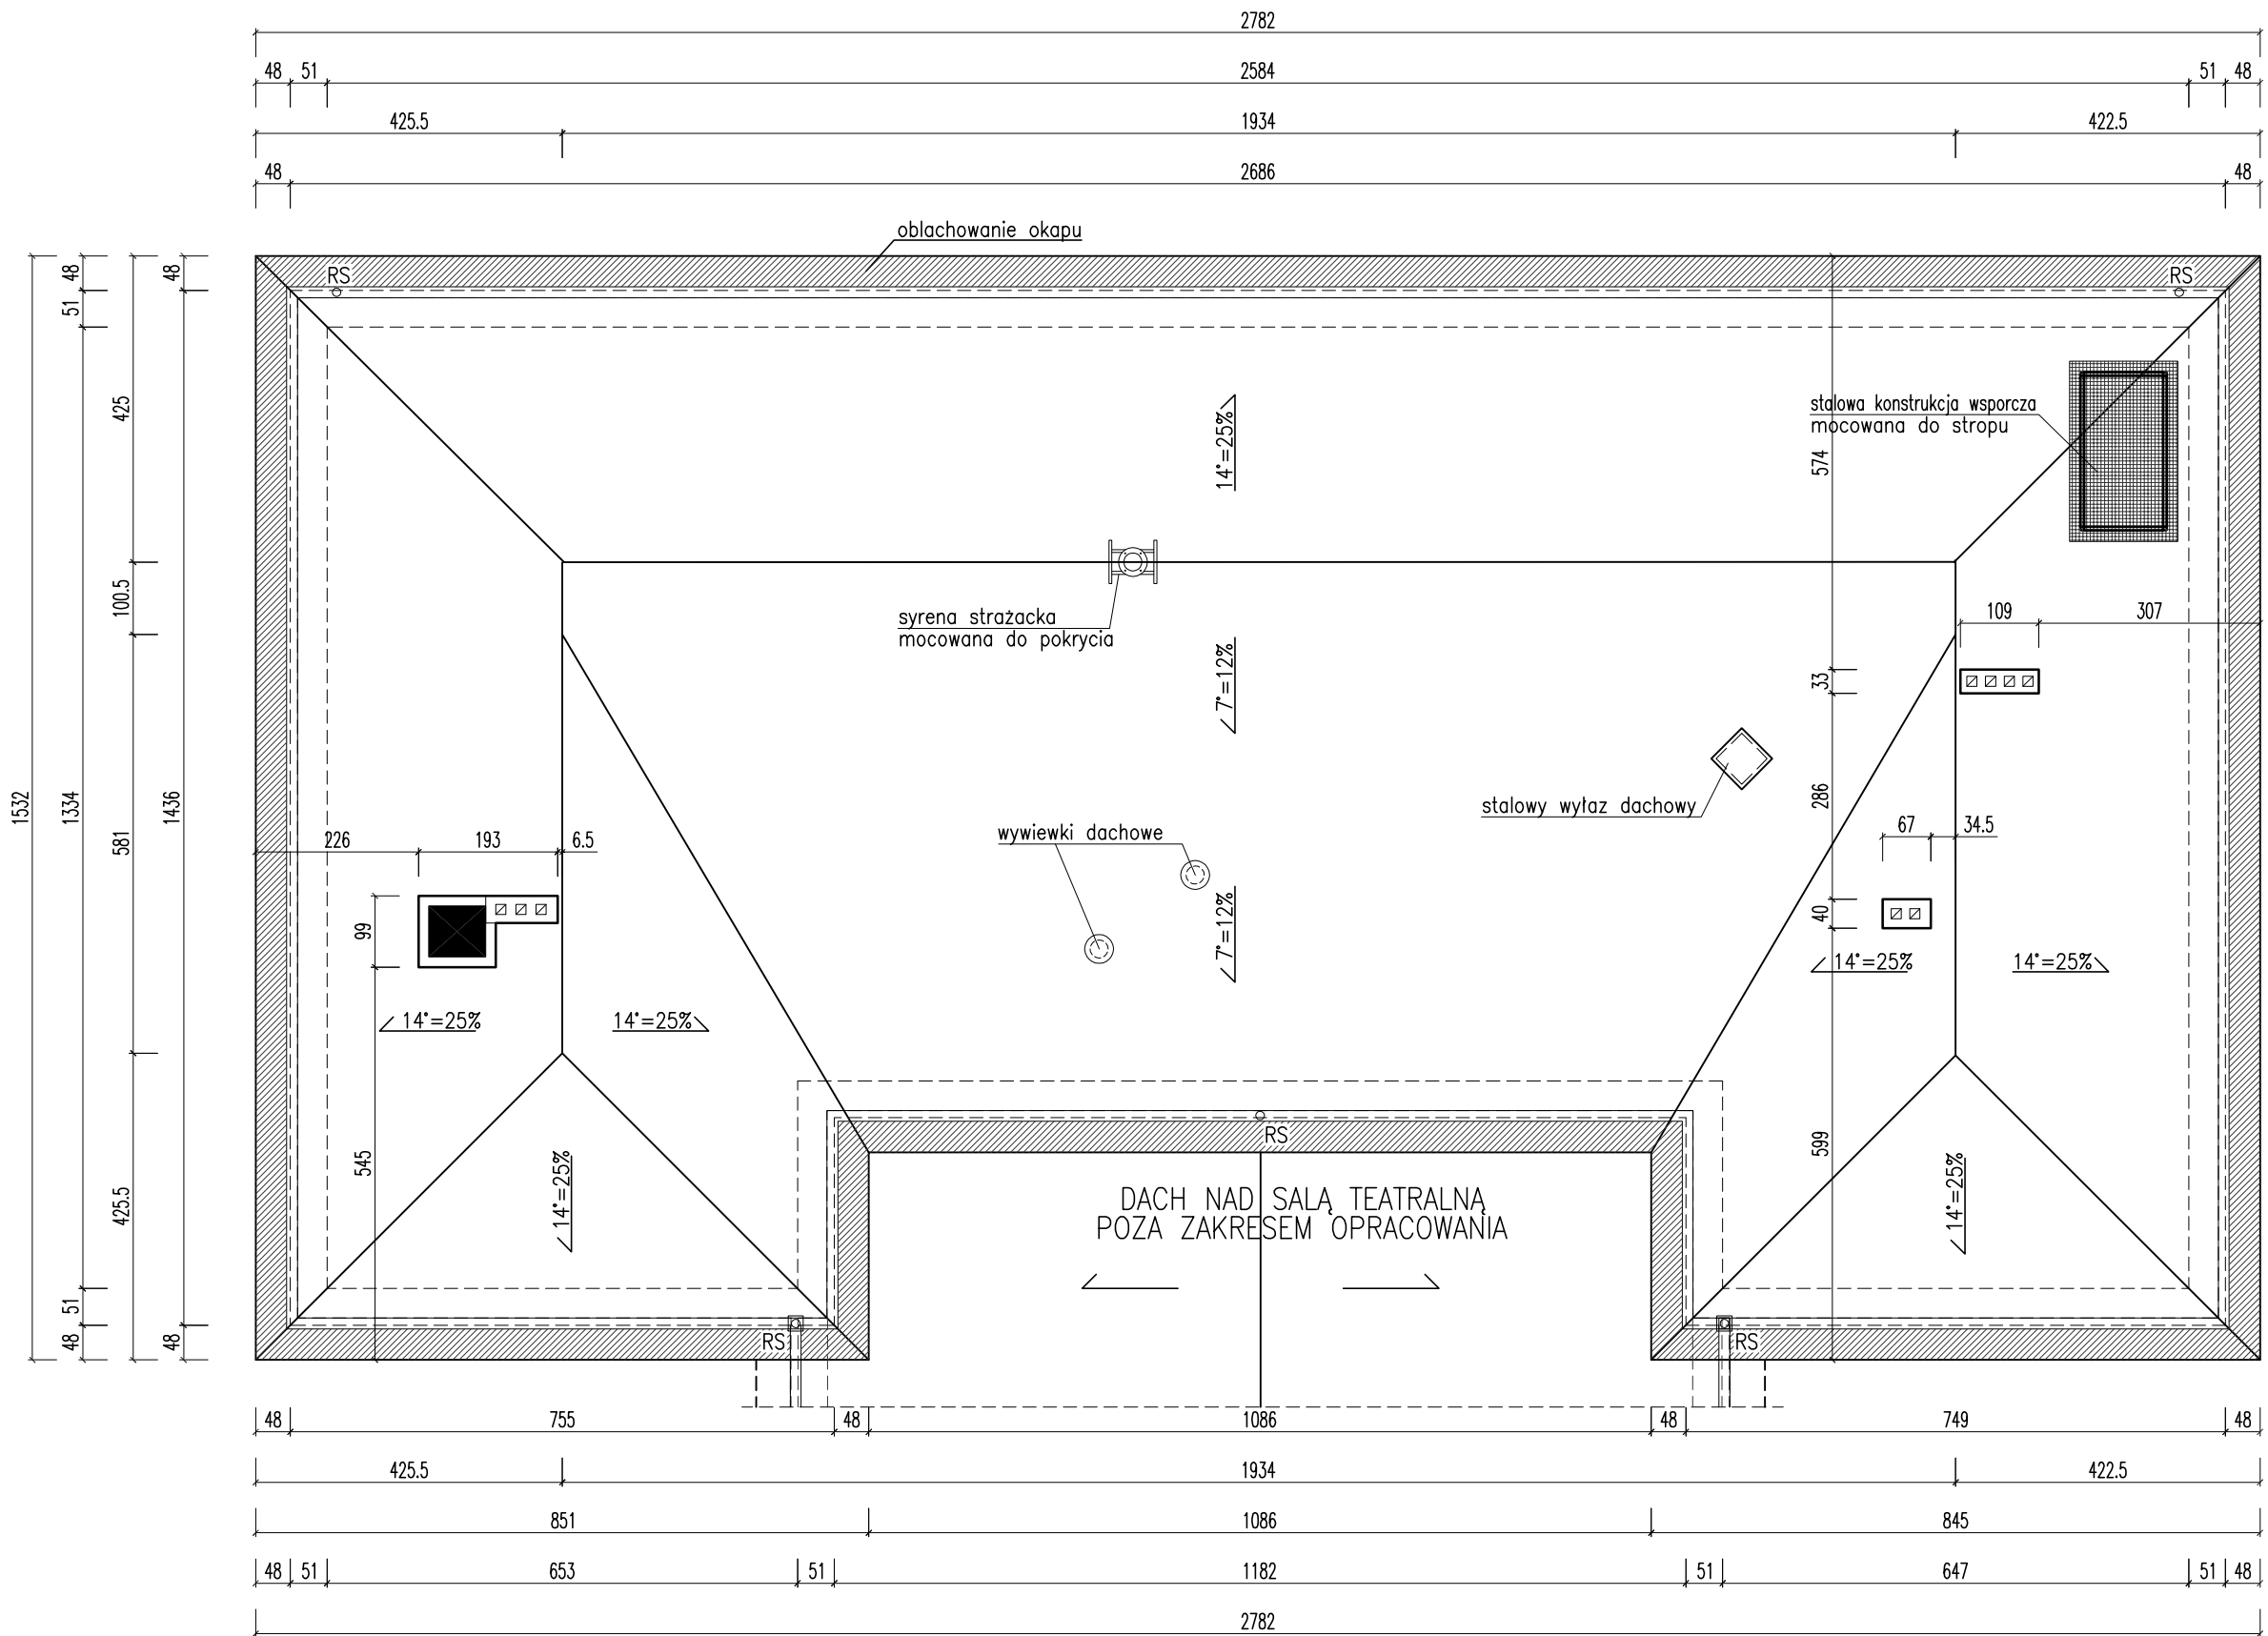 2782
48 51 2584 51 48
425.5 1934 422.5
48 2686 48
oblachowanie okapu
RS
RS
48
51
1334
51
48
1532
425
100.5
581
425.5
48
1436
48
14°=25%
stalowa konstrukcja wsporcza
mocowana do stropu
574
syrena strażacka
mocowana do pokrycia
109 307
33
7°=12%
286
stalowy wyłaz dachowy
wywiewki dachowe
67 34.5
226 193 6.5
40
99
7°=12%
14°=25%
14°=25%
14°=25%
14°=25%
545
599
14°=25%
14°=25%
RS
DACH NAD SALĄ TEATRALNĄ
POZA ZAKRESEM OPRACOWANIA
RS
RS
48 755 48 1086 48 749 48
425.5 1934 422.5
851 1086 845
48 51 653 51 1182 51 647 51 48
2782